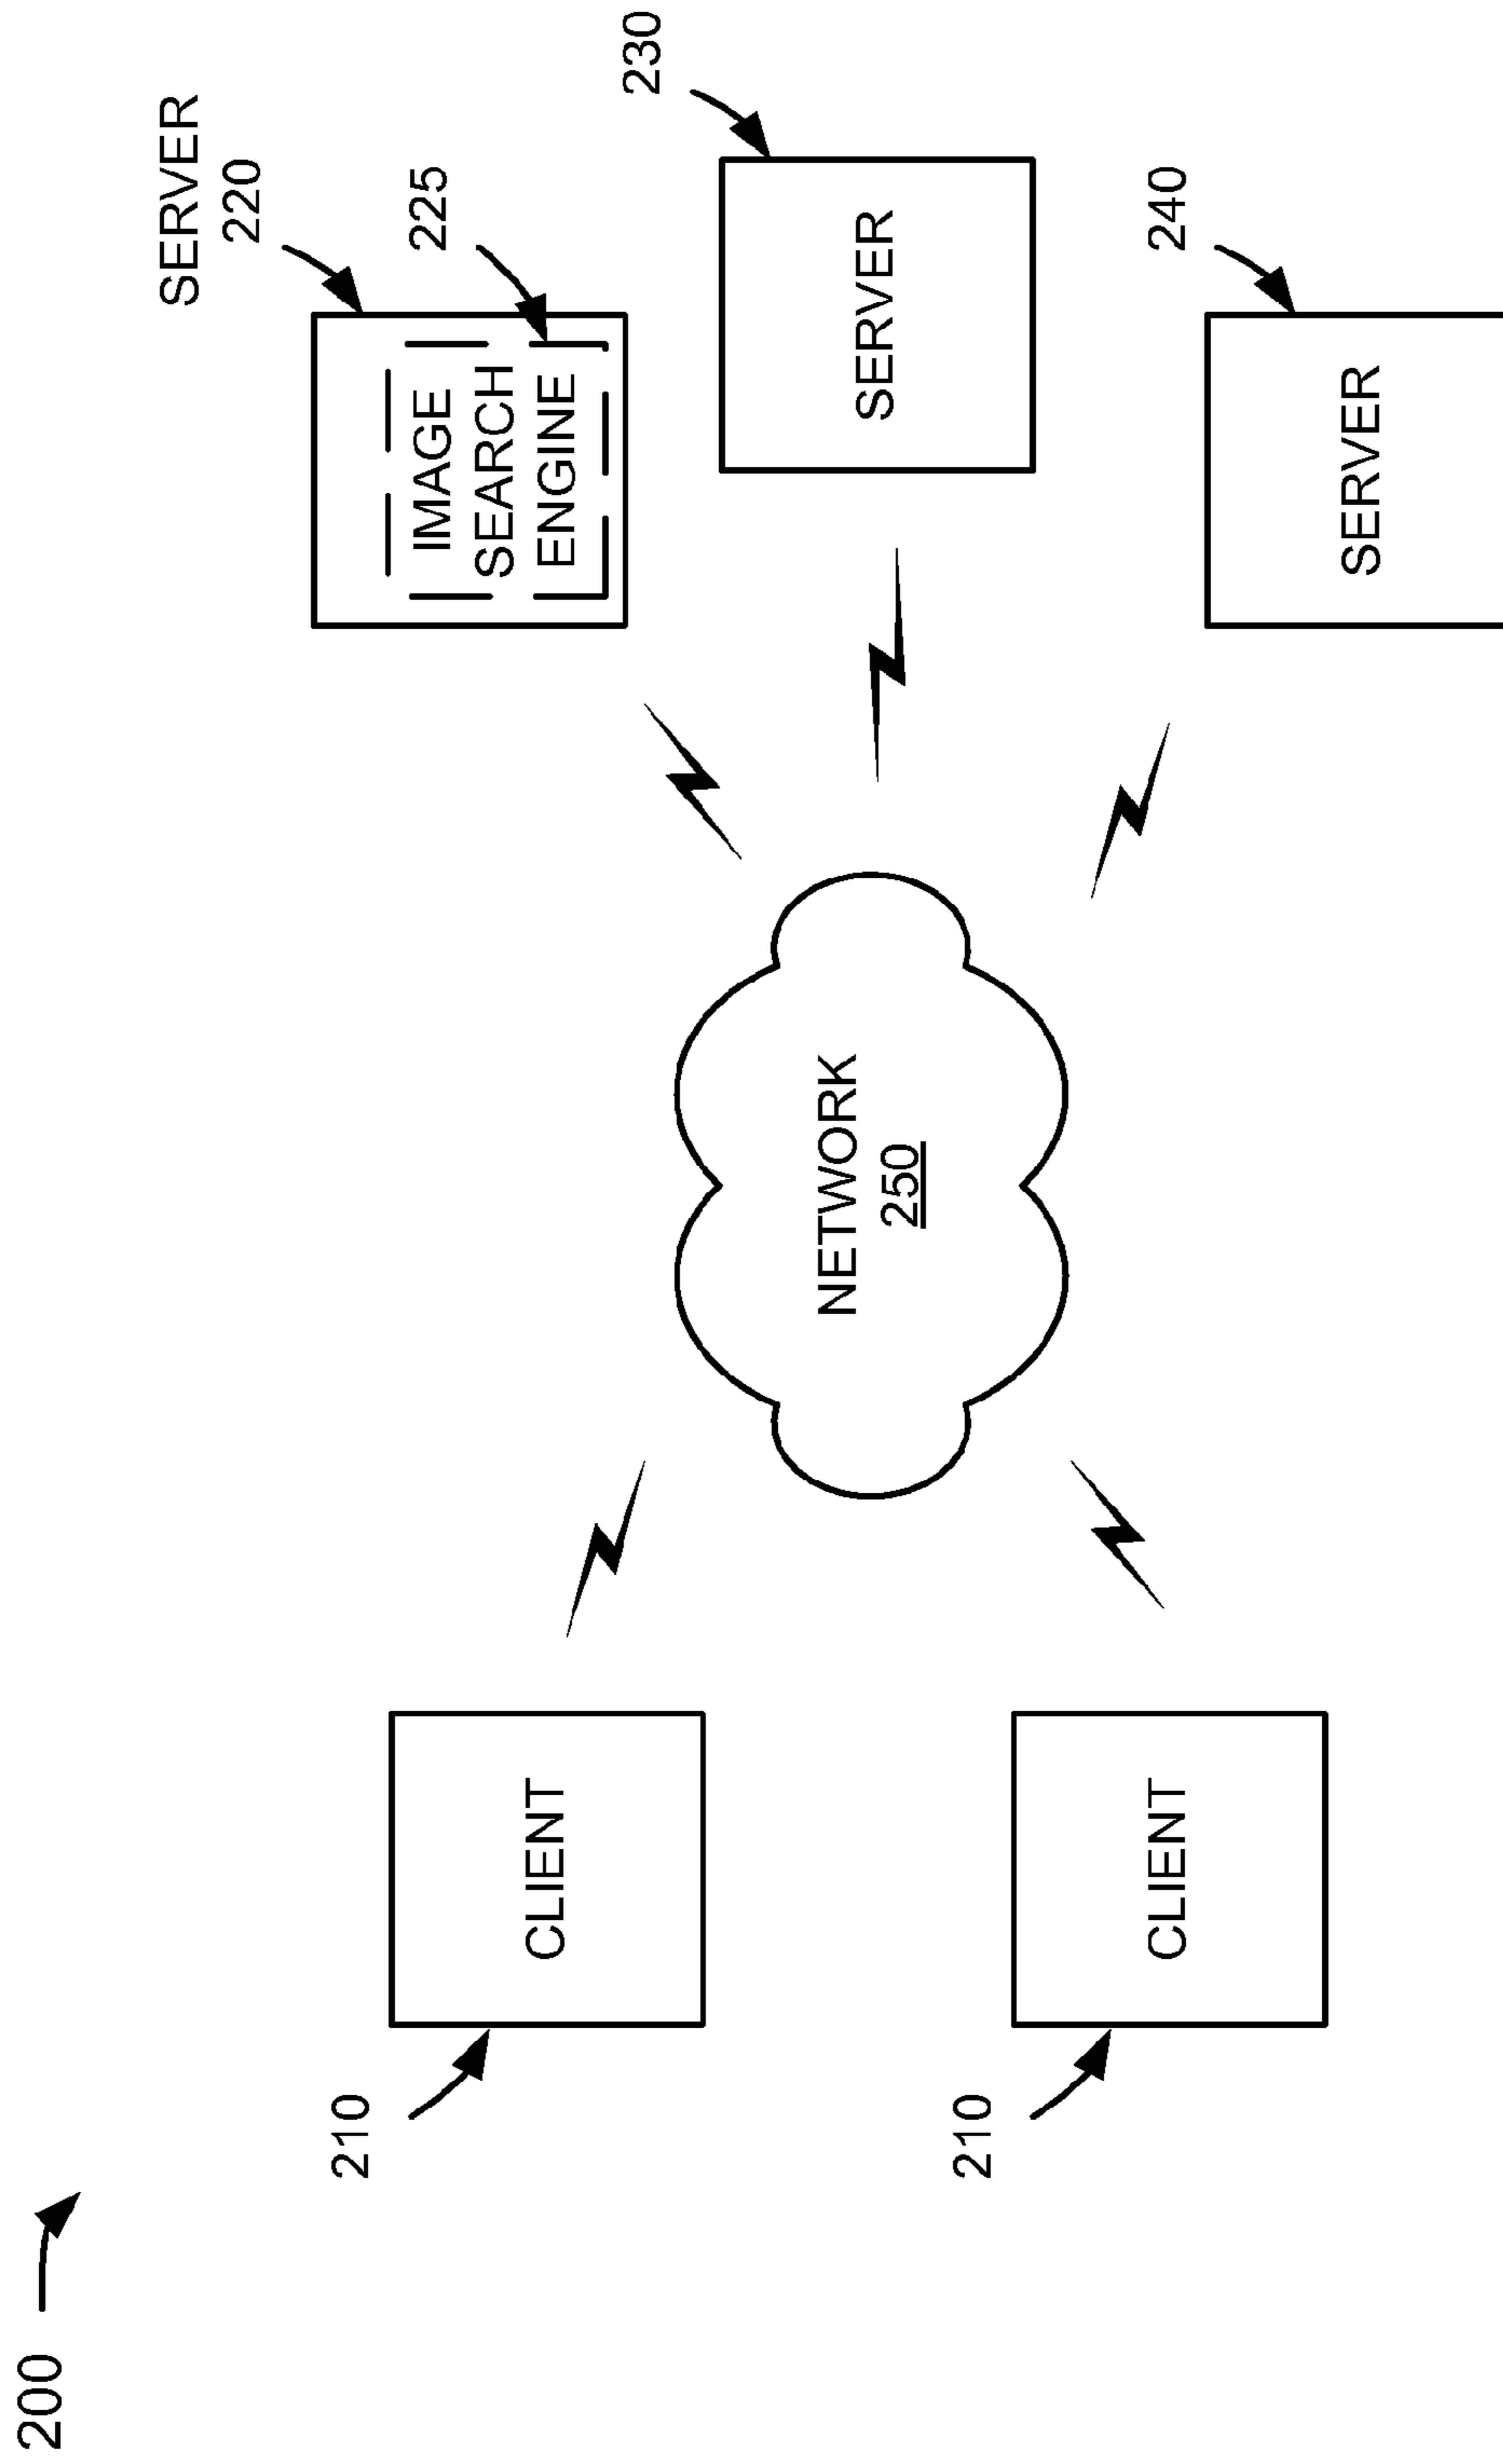 200
SERVER
220
225
IMAGE
SEARCH
ENGINE
210
CLIENT
230
SERVER
NETWORK
250
210
CLIENT
240
SERVER